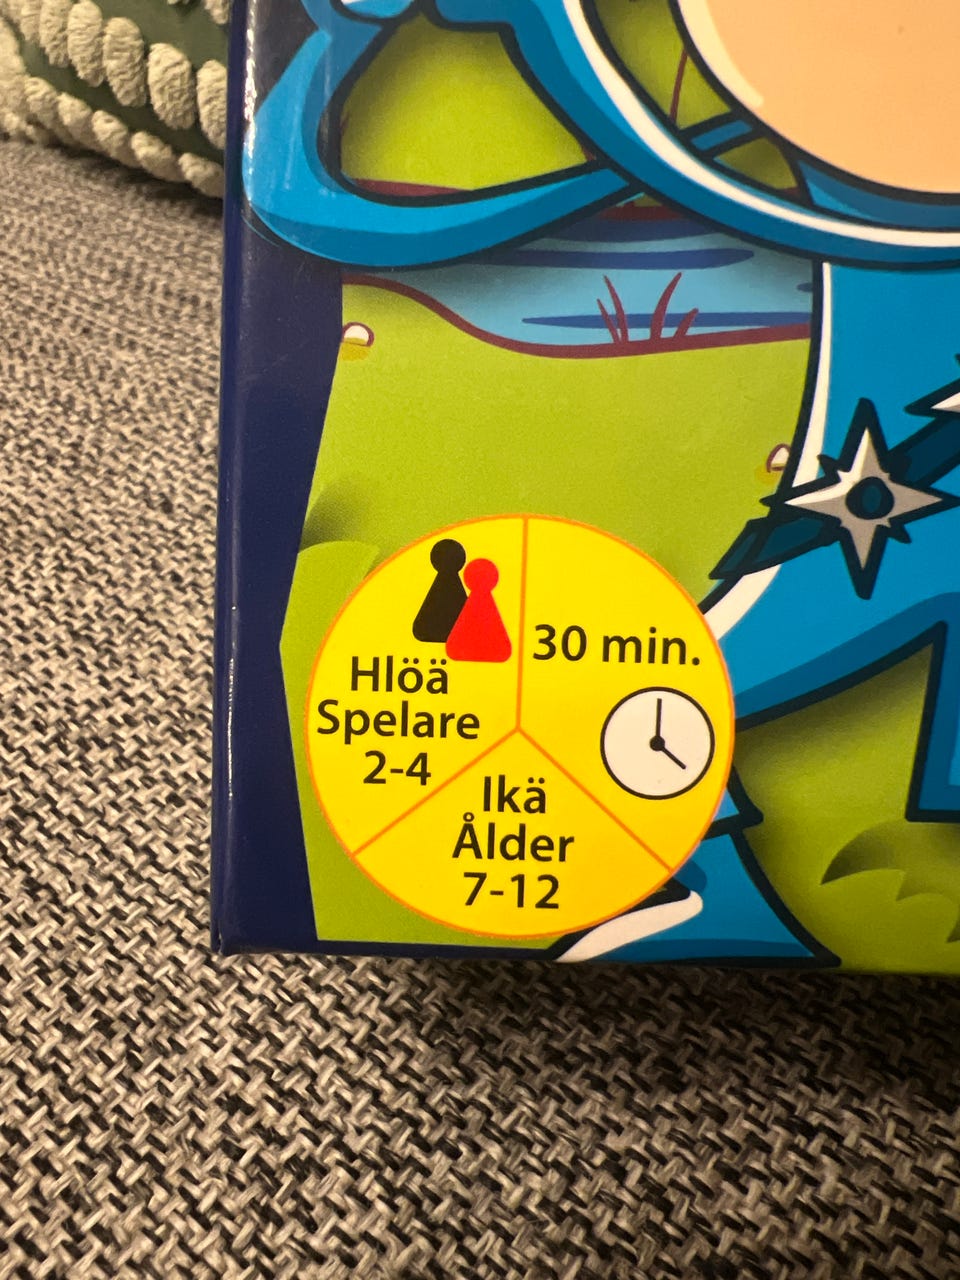 Hlöä
Spelare
2-4
30 min.
Ikä
Ålder
7-12